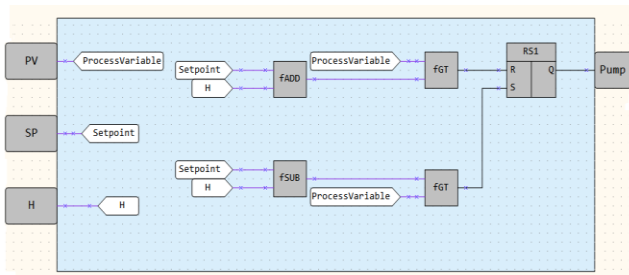 PV
ProcessVariable
SP
Setpoint
H
H
Setpoint
H
fADD
ProcessVariable
fGT
RS1
R
Q
S
Pump
Setpoint
H
fSUB
ProcessVariable
fGT